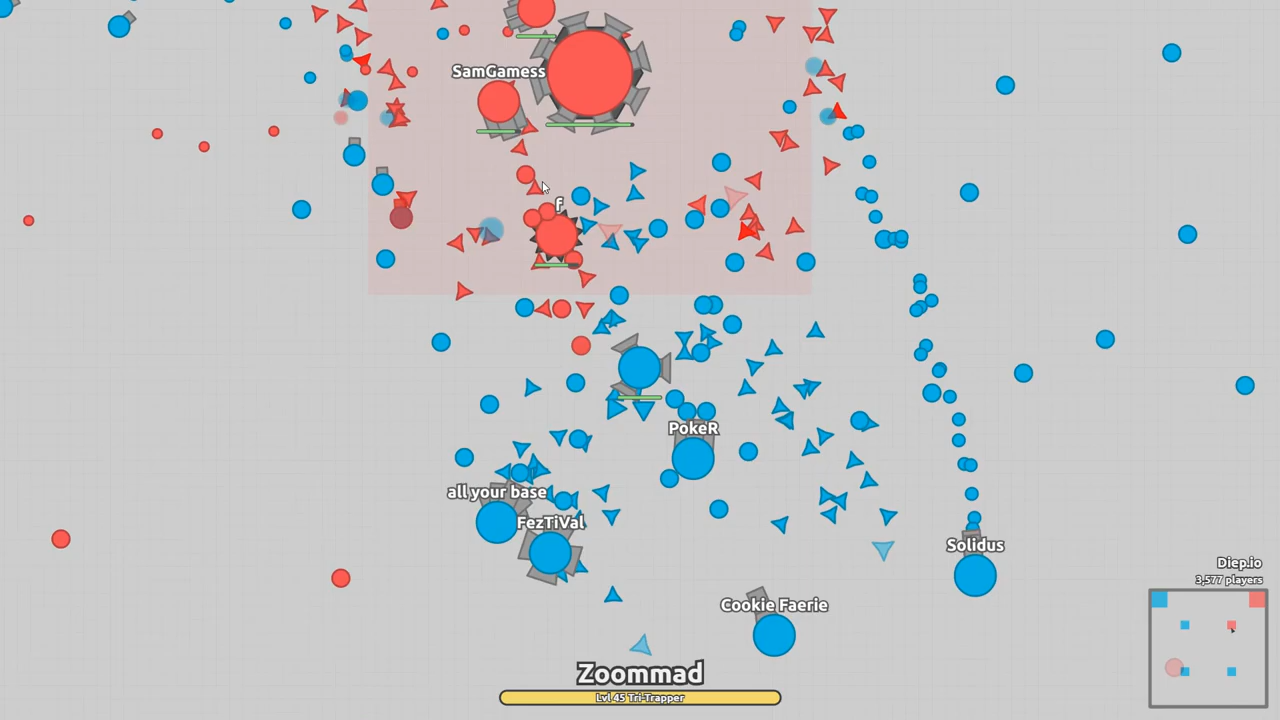 SamGamess
f
PokeR
all your base
FezTiVal
Solidus
Diep.io
3,577 players
Cookie Faerie
Zoommad
Lvl 45 Tri-Trapper